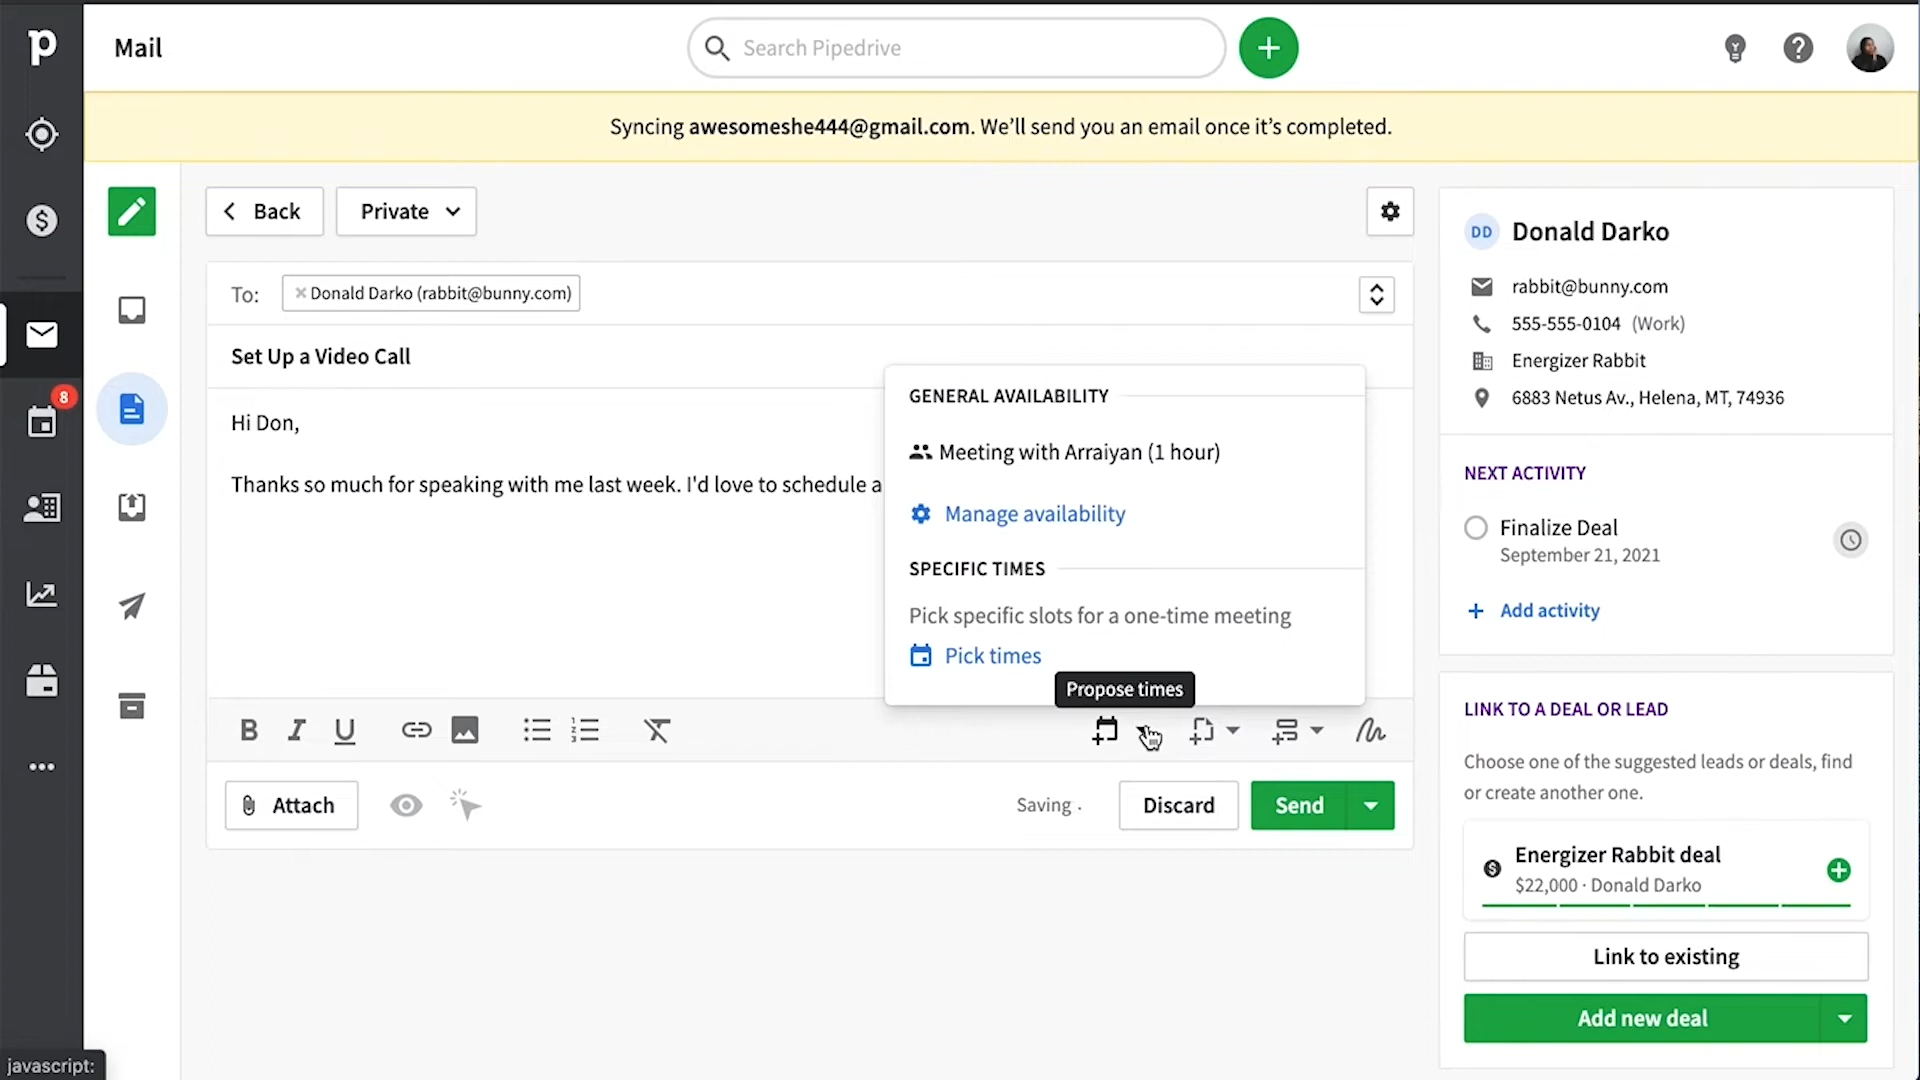 p
Mail
Search Pipedrive
Syncing awesomeshe444@gmail.com. We'll send you an email once it's completed.
Back
Private
To:
Donald Darko (rabbit@bunny.com)
Set Up a Video Call
Hi Don,
Thanks so much for speaking with me last week. I'd love to schedule a
GENERAL AVAILABILITY
Meeting with Arraiyan (1 hour)
Manage availability
SPECIFIC TIMES
Pick specific slots for a one-time meeting
Pick times
Propose times
8
B I U
Attach
Saving .
Discard
Send
DD
Donald Darko
rabbit@bunny.com
555-555-0104 (Work)
Energizer Rabbit
6883 Netus Av., Helena, MT, 74936
NEXT ACTIVITY
Finalize Deal
September 21, 2021
+ Add activity
LINK TO A DEAL OR LEAD
Choose one of the suggested leads or deals, find
or create another one.
Energizer Rabbit deal
$22,000 · Donald Darko
Link to existing
Add new deal
javascript: